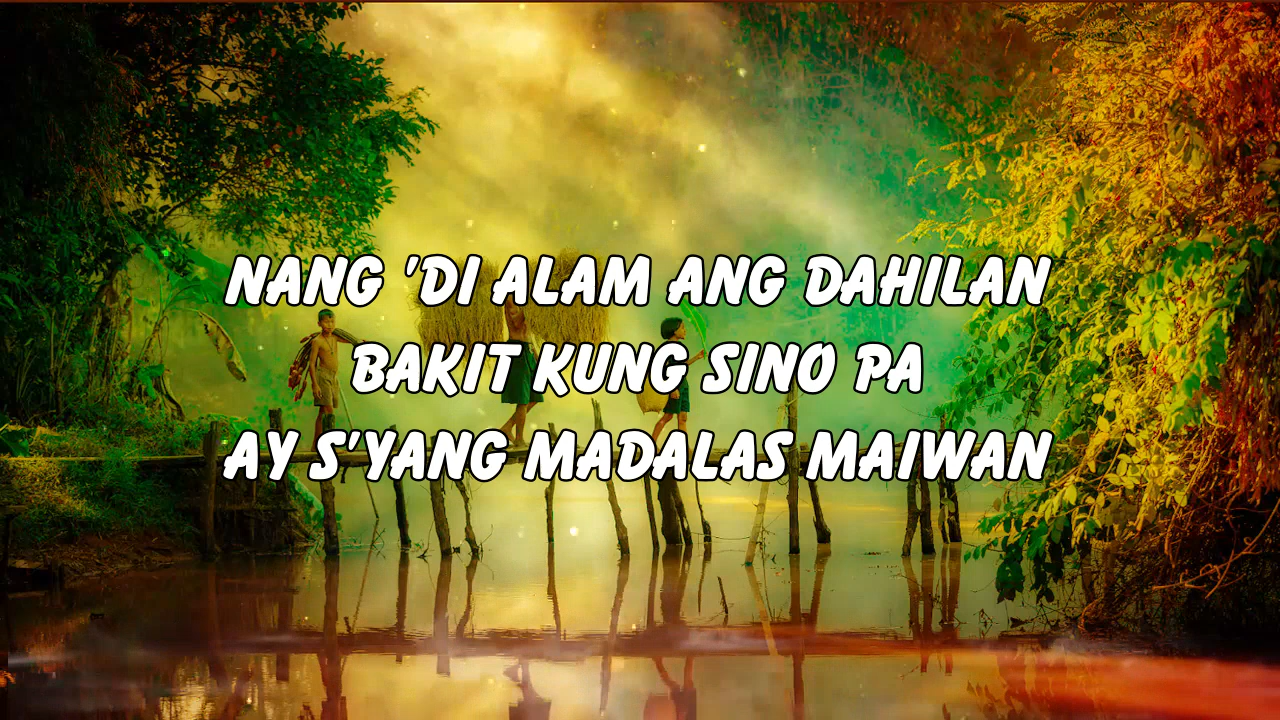 NANG 'DI ALAM ANG DAHILAN
BAKIT KUNG SINO PA
AY S'YANG MADALAS MAIWAN